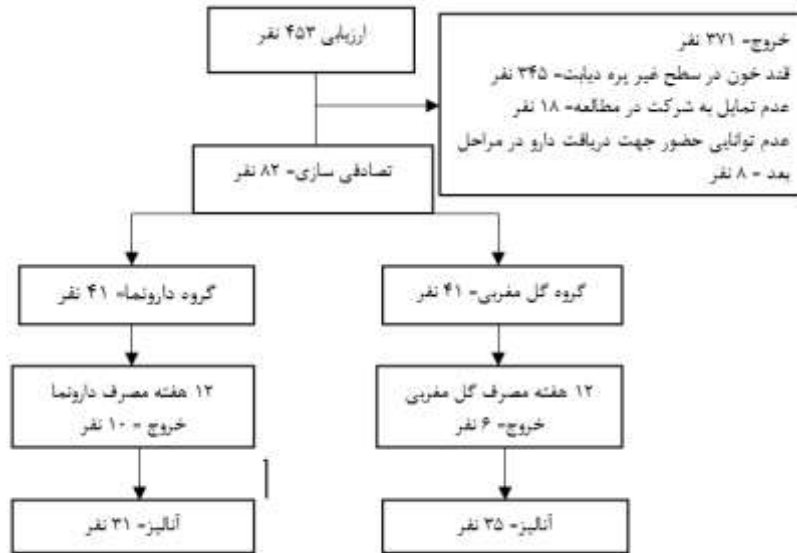 ارزیابی ۴۵۳ نفر
خروج- ۳۷۱ نفر
قند خون در سطح غیر پره دیابت- ۳۴۵ نفر
عدم تمایل به شرکت در مطالعه- ۱۸ نفر
عدم توانایی حضور جهت دریافت دارو در مراحل
بعد - ۸ نفر
تصادفی سازی- ۸۲ نفر
گروه گل مغربی- ۴۱ نفر
گروه دارونما- ۴۱ نفر
۱۲ هفته مصرف گل مغربی
خروج- ۶ نفر
۱۲ هفته مصرف دارونما
خروج - ۱۰ نفر
آنالیز- ۳۵ نفر
آنالیز- ۳۱ نفر